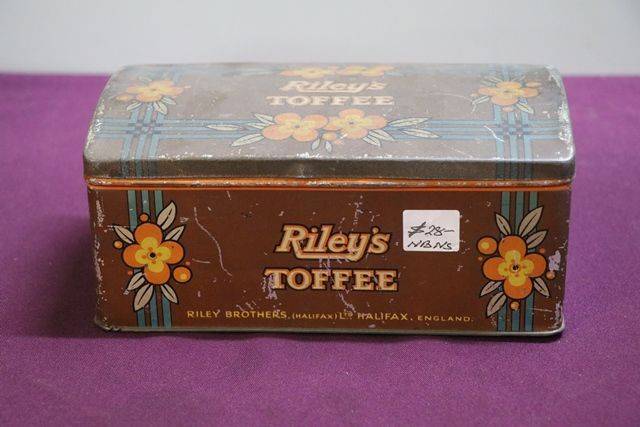 Riley's
TOFFEE
Riley's
TOFFEE
$28-
NBNS
RILEY BROTHERS, (HALIFAX) LTD HALIFAX, ENGLAND.